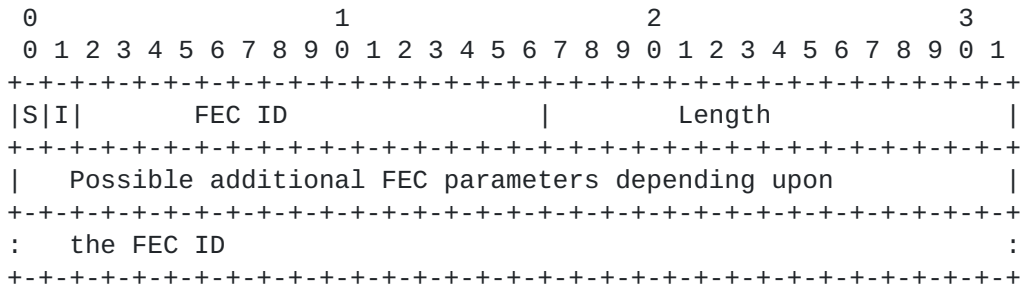 0                   1                   2                   3
 0 1 2 3 4 5 6 7 8 9 0 1 2 3 4 5 6 7 8 9 0 1 2 3 4 5 6 7 8 9 0 1
+-+-+-+-+-+-+-+-+-+-+-+-+-+-+-+-+-+-+-+-+-+-+-+-+-+-+-+-+-+-+-+-+
|S|I|       FEC ID                |        Length               |
+-+-+-+-+-+-+-+-+-+-+-+-+-+-+-+-+-+-+-+-+-+-+-+-+-+-+-+-+-+-+-+-+
|   Possible additional FEC parameters depending upon           |
+-+-+-+-+-+-+-+-+-+-+-+-+-+-+-+-+-+-+-+-+-+-+-+-+-+-+-+-+-+-+-+-+
:   the FEC ID                                                  :
+-+-+-+-+-+-+-+-+-+-+-+-+-+-+-+-+-+-+-+-+-+-+-+-+-+-+-+-+-+-+-+-+